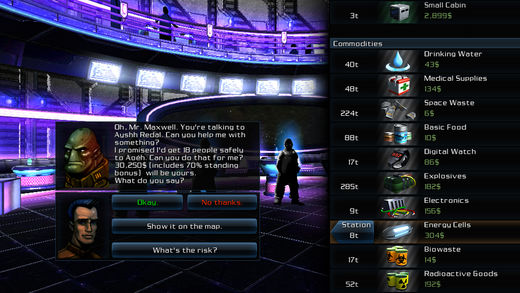 Small Cabin
3t
2,899$
Commodities
Drinking Water
40t
43$
Medical Supplies
48t
134$
Space Waste
224t
6$
Basic Food
88t
10$
Digital Watch
17t
86$
Explosives
285t
182$
Electronics
9t
156$
Station
Energy Cells
8t
304$
Biowaste
17t
14$
Radioactive Goods
52t
192$
Oh, Mr. Maxwell. You're talking to
Ayshh Redal. Can you help me with
something?
I promised I'd get 18 people safely
to Aoéh. Can you do that for me?
30,250$ (includes 70% standing
bonus) will be yours.
What do you say?
Okay.
No thanks.
Show it on the map.
What's the risk?